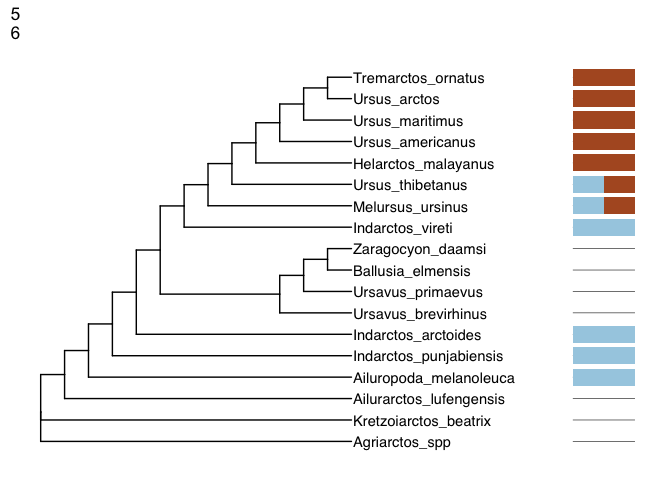 5
6
Tremarctos_ornatus
Ursus_arctos
Ursus_maritimus
Ursus_americanus
Helarctos_malayanus
Ursus_thibetanus
Melursus_ursinus
Indarctos_vireti
Zaragocyon_daamsi
Ballusia_elmensis
Ursavus_primaevus
Ursavus_brevirhinus
Indarctos_arctoides
Indarctos_punjabiensis
Ailuropoda_melanoleuca
Ailurarctos_lufengensis
Kretzoiarctos_beatrix
Agriarctos_spp